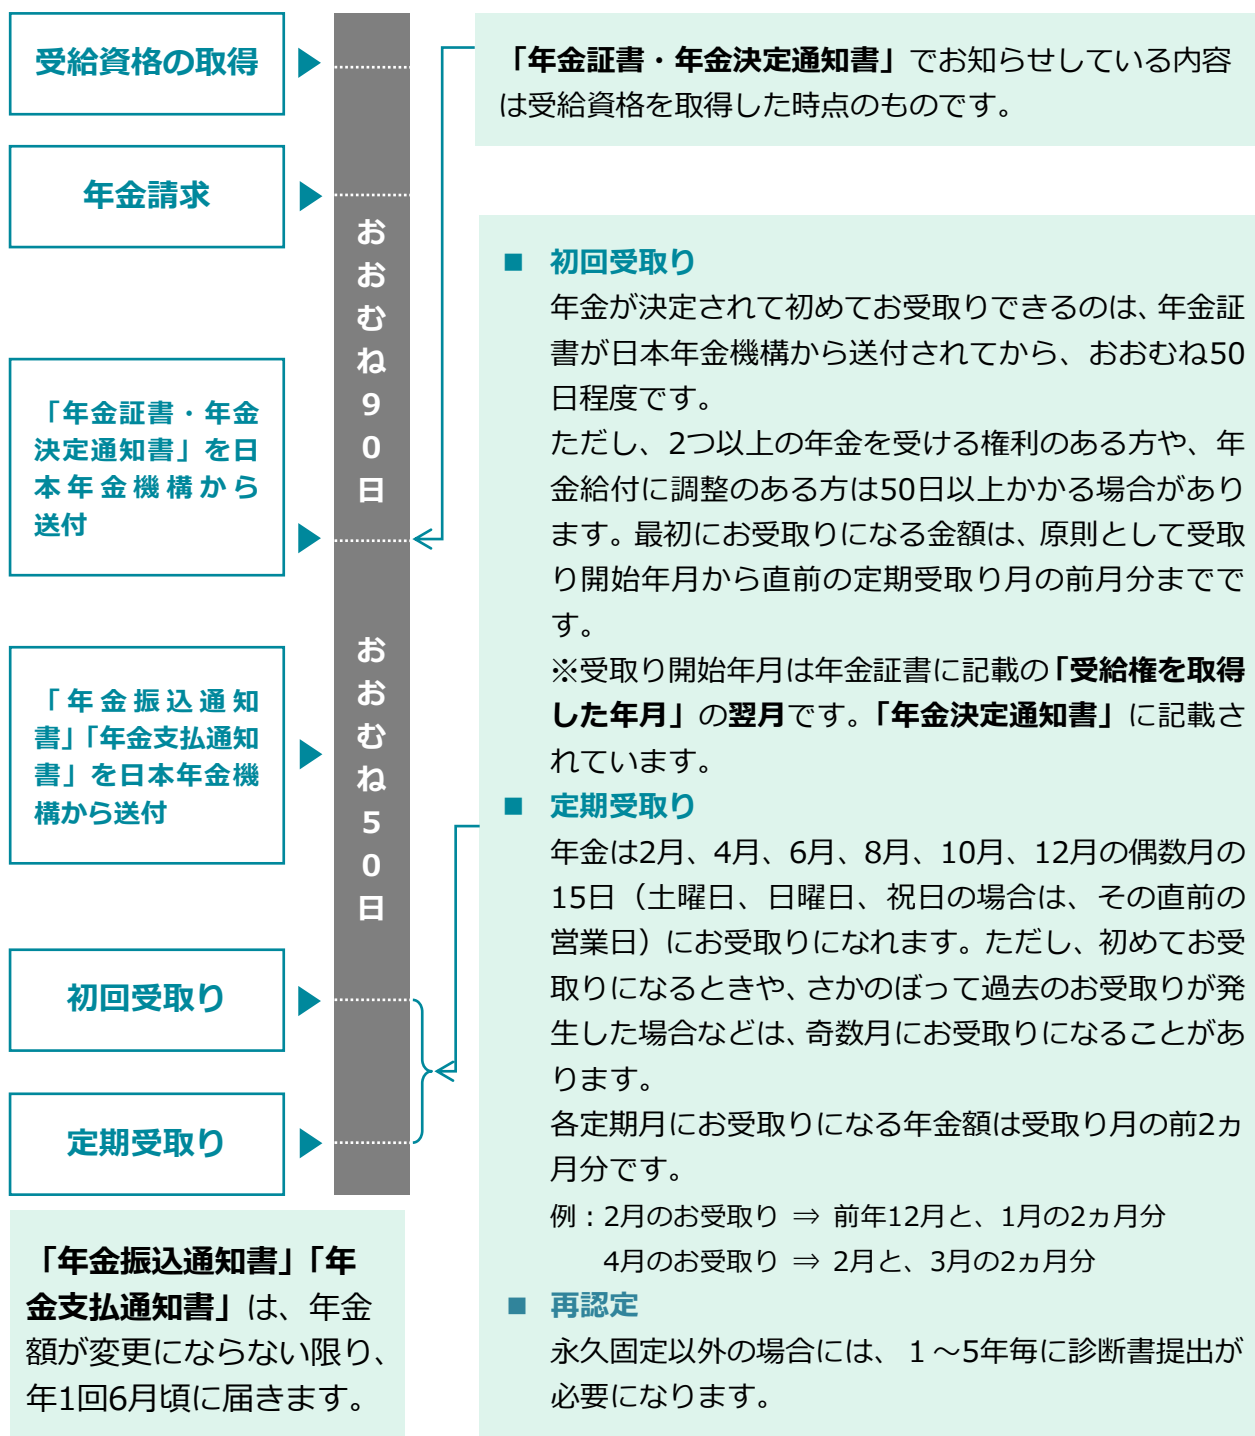 受給資格の取得
年金請求
「年金証書・年金
決定通知書」を日
本年金機構から
送付
「年金振込通知
書」「年金支払通知
書」を日本年金機
構から送付
初回受取り
定期受取り
おおむね90日
おおむね50日
「年金振込通知書」「年
金支払通知書」は、年金
額が変更にならない限り、
年1回6月頃に届きます。
「年金証書・年金決定通知書」でお知らせしている内容
は受給資格を取得した時点のものです。
■ 初回受取り
年金が決定されて初めてお受取りできるのは、年金証
書が日本年金機構から送付されてから、おおむね50
日程度です。
ただし、2つ以上の年金を受ける権利のある方や、年
金給付に調整のある方は50日以上かかる場合があり
ます。最初にお受取りになる金額は、原則として受取
り開始年月から直前の定期受取り月の前月分までで
す。
※受取り開始年月は年金証書に記載の「受給権を取得
した年月」の翌月です。「年金決定通知書」に記載さ
れています。
■ 定期受取り
年金は2月、4月、6月、8月、10月、12月の偶数月の
15日（土曜日、日曜日、祝日の場合は、その直前の
営業日）にお受取りになれます。ただし、初めてお受
取りになるときや、さかのぼって過去のお受取りが発
生した場合などは、奇数月にお受取りになることがあ
ります。
各定期月にお受取りになる年金額は受取り月の前2ヵ
月分です。
例：2月のお受取り ⇒ 前年12月と、1月の2ヵ月分
4月のお受取り ⇒ 2月と、3月の2ヵ月分
■ 再認定
永久固定以外の場合には、１～5年毎に診断書提出が
必要になります。